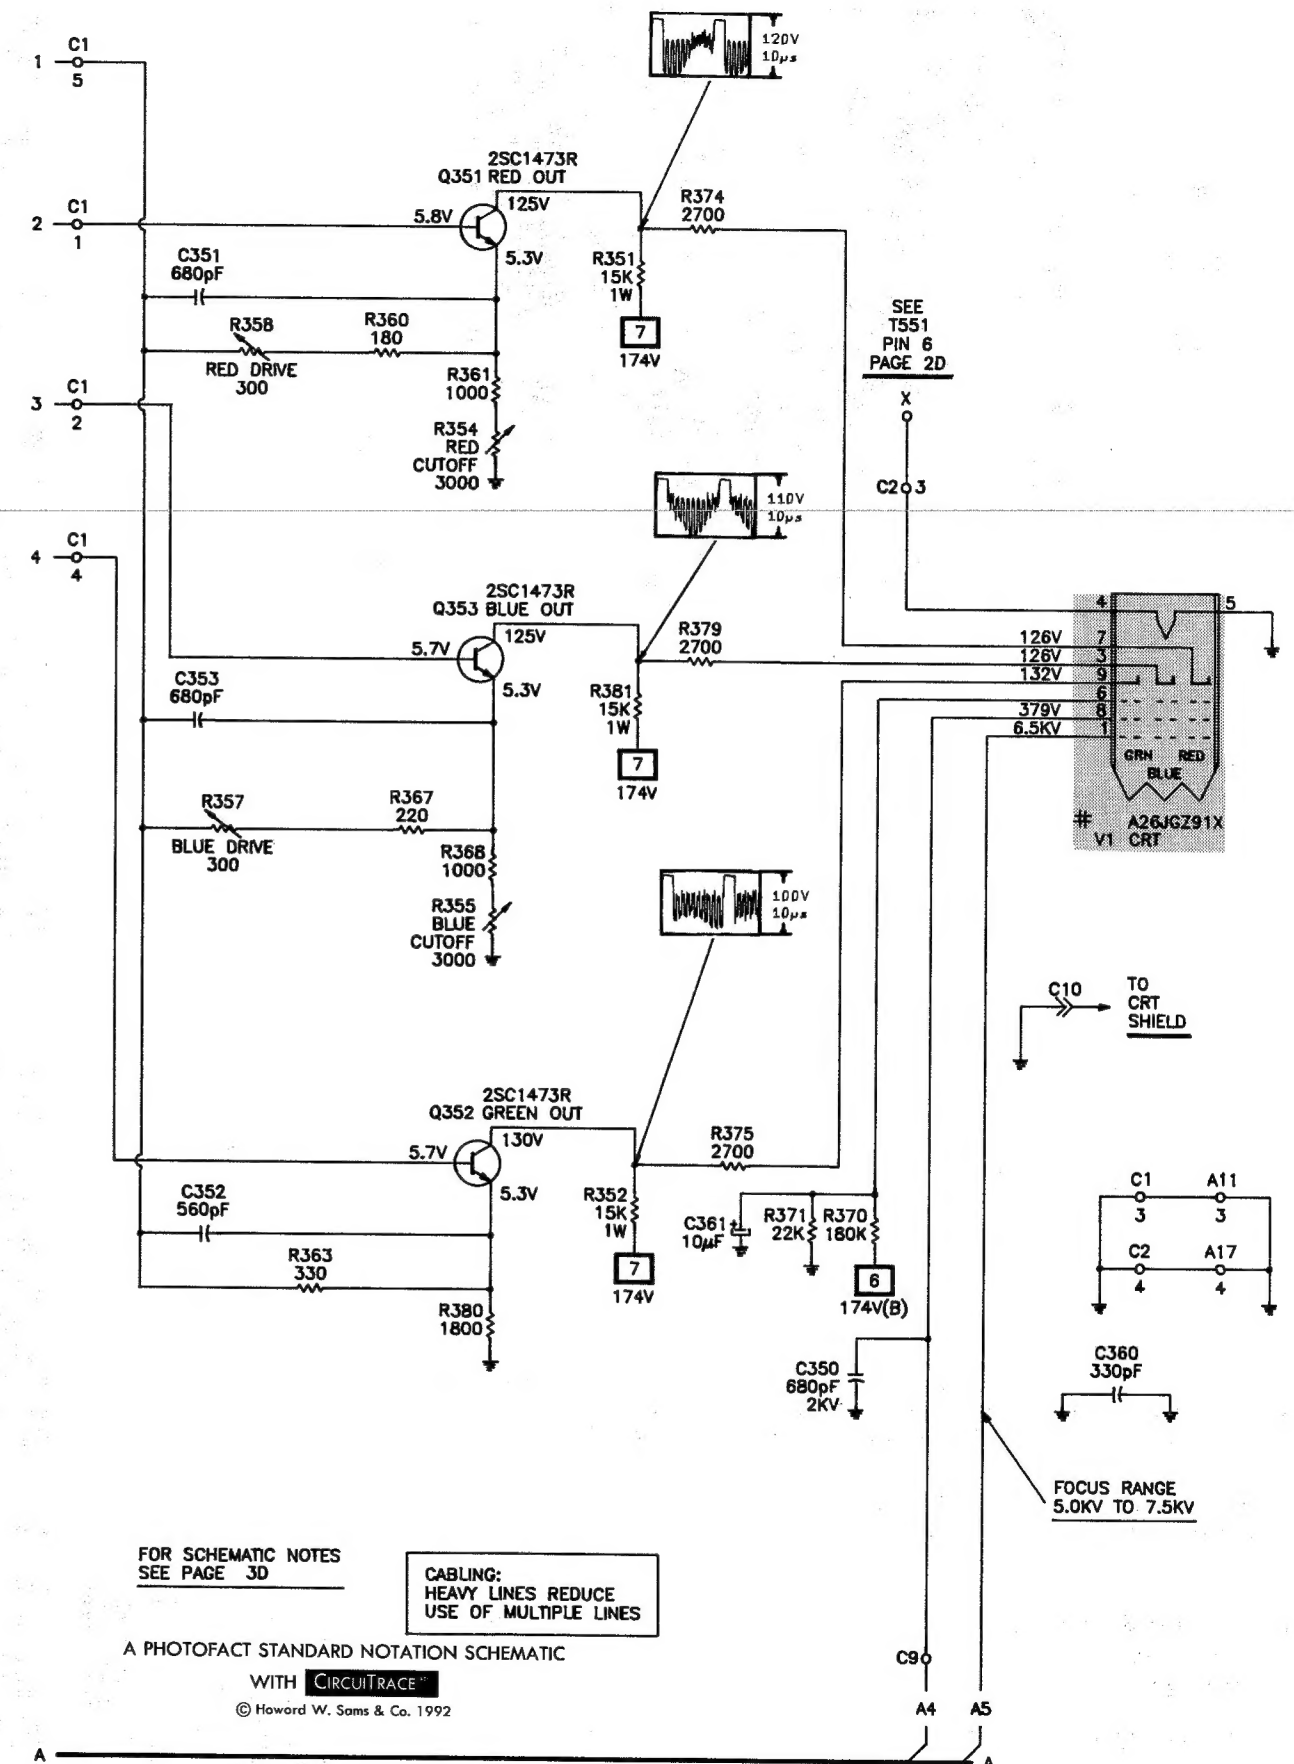 120V
10µs
C1
1
5
2SC1473R
Q351 RED OUT
125V
R374
2700
C1
2
5.8V
1
C351
680pF
5.3V
R351
15K
1W
7
174V
SEE
T551
PIN 6
PAGE 2D
X
R358
RED DRIVE
300
R360
180
R361
1000
C1
3
2
R354
RED
CUTOFF
3000
C2 3
110V
10µs
C1
4
4
2SC1473R
Q353 BLUE OUT
125V
R379
2700
5.7V
C353
680pF
5.3V
R381
15K
1W
7
174V
4
5
126V 7
126V 3
132V 9
6
379V 8
6.5KV 1
GRN RED
BLUE
# A26JGZ91X
V1 CRT
R357
BLUE DRIVE
300
R367
220
R368
1000
R355
BLUE
CUTOFF
3000
100V
10µs
C10
TO
CRT
SHIELD
2SC1473R
Q352 GREEN OUT
130V
R375
2700
5.7V
C352
560pF
5.3V
R352
15K
1W
7
174V
C361 +
10µF
R371
22K
R370
180K
6
174V(B)
C1 A11
3 3
C2 A17
4 4
R363
330
R380
1800
C350
680pF
2KV
C360
330pF
FOCUS RANGE
5.0KV TO 7.5KV
FOR SCHEMATIC NOTES
SEE PAGE 3D
CABLING:
HEAVY LINES REDUCE
USE OF MULTIPLE LINES
A PHOTOFACT STANDARD NOTATION SCHEMATIC
WITH CIRCUITRACE
© Howard W. Sams & Co. 1992
C9
A4 A5
A A